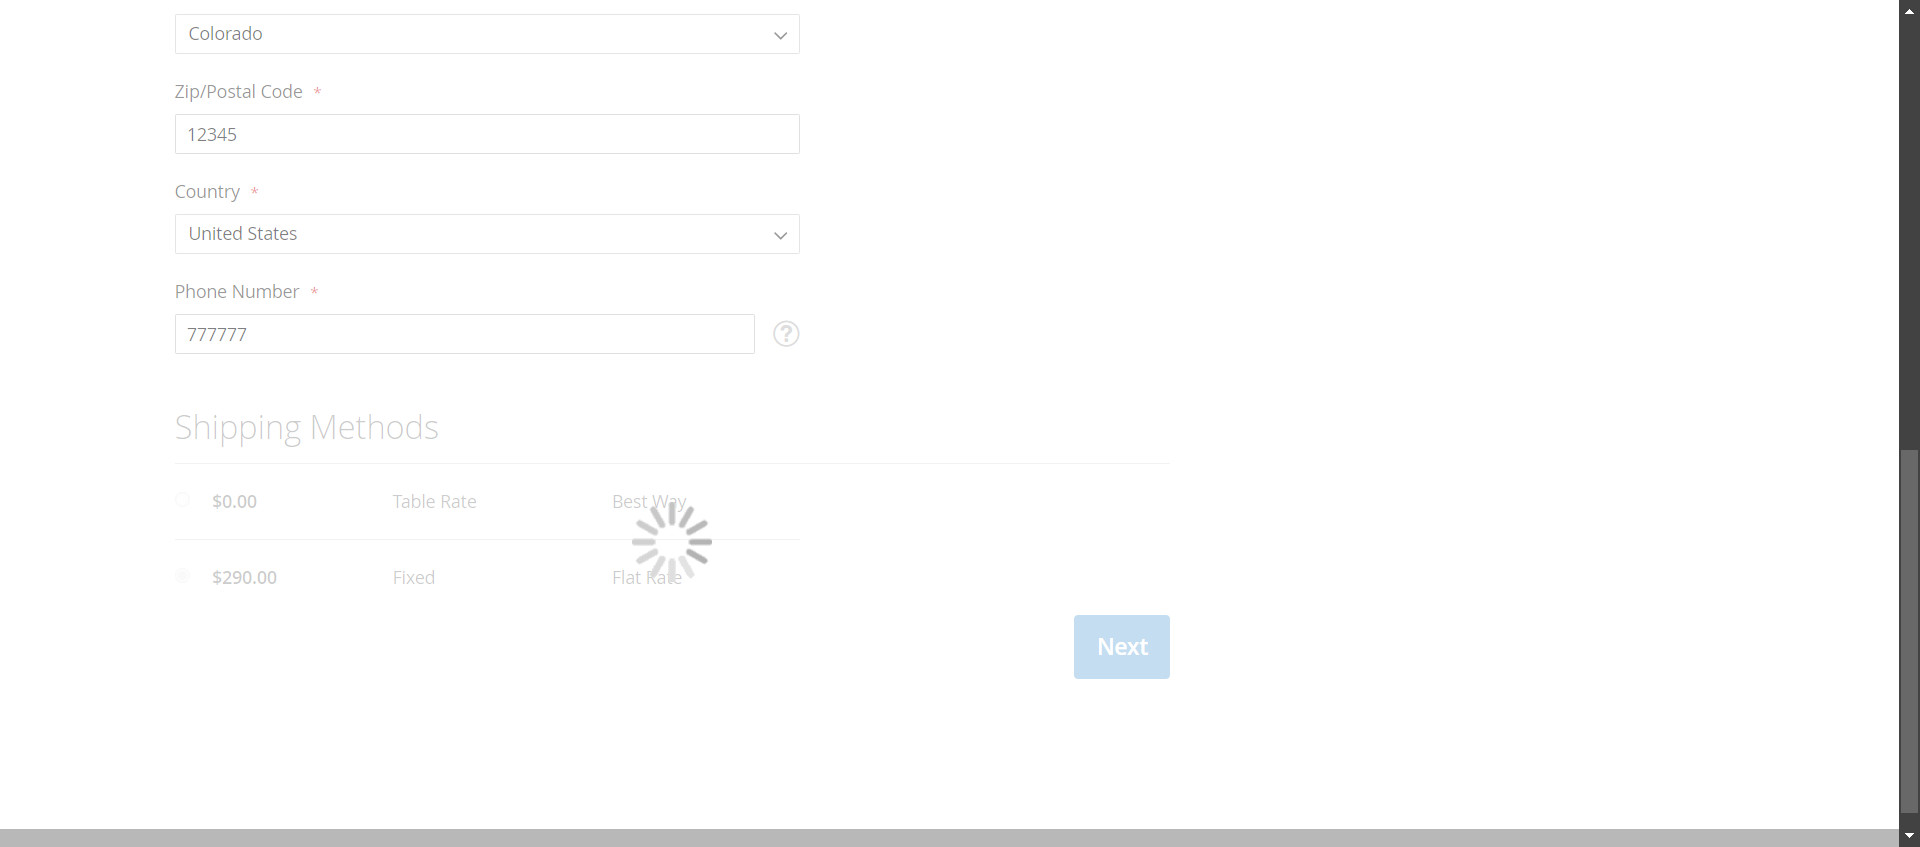 Colorado
Zip/Postal Code *
12345
Country *
United States
Phone Number *
777777
?
Shipping Methods
$0.00 Table Rate Best Way
$290.00 Fixed Flat Rate
Next